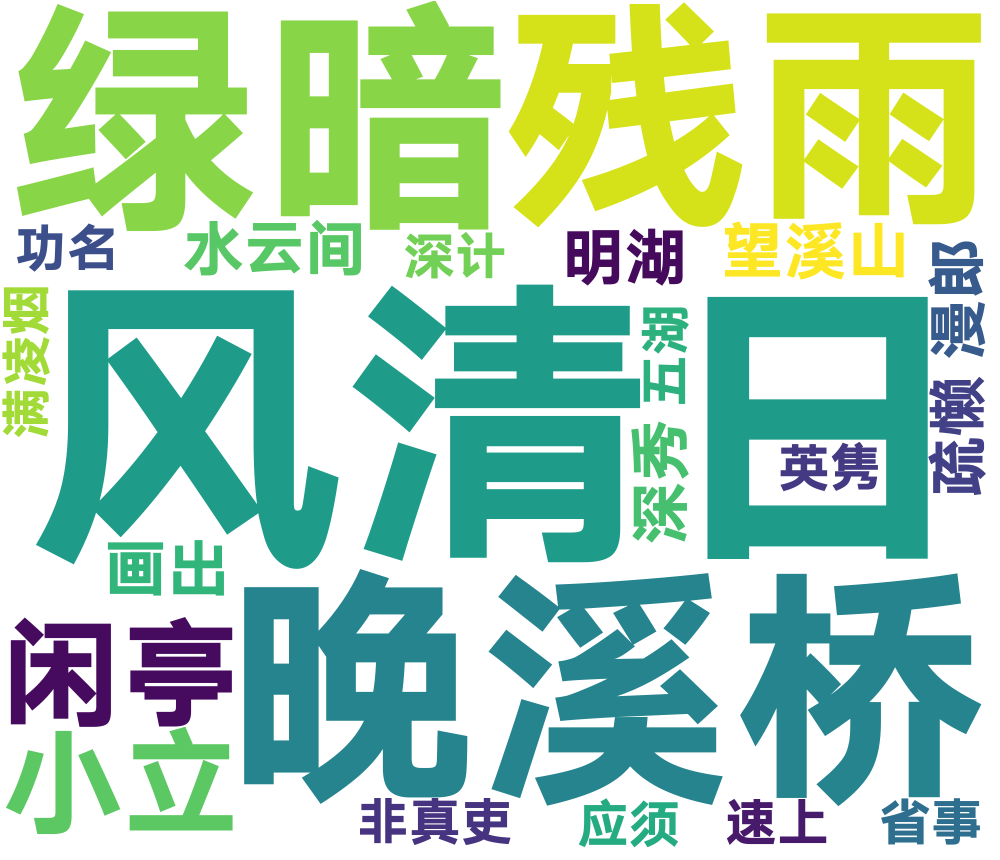 绿暗 残雨
功名 水云间 深计 明湖 望溪山
漫郎
满凌烟
风清日
五湖
深秀
疏懒
英隽
画出
闲亭
晚溪桥
小立
非真吏 应须 速上 省事